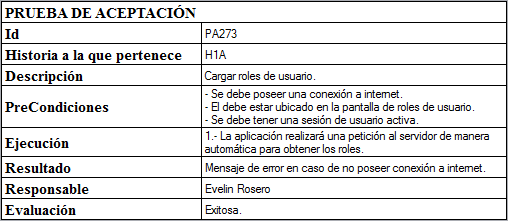 PRUEBA DE ACEPTACIÓN
Id PA273
Historia a la que pertenece H1A
Descripción Cargar roles de usuario.
PreCondiciones - Se debe poseer una conexión a internet.
- El debe estar ubicado en la pantalla de roles de usuario.
- Se debe tener una sesión de usuario activa.
Ejecución 1.- La aplicación realizará una petición al servidor de manera
automática para obtener los roles.
Resultado Mensaje de error en caso de no poseer conexión a internet.
Responsable Evelin Rosero
Evaluación Exitosa.